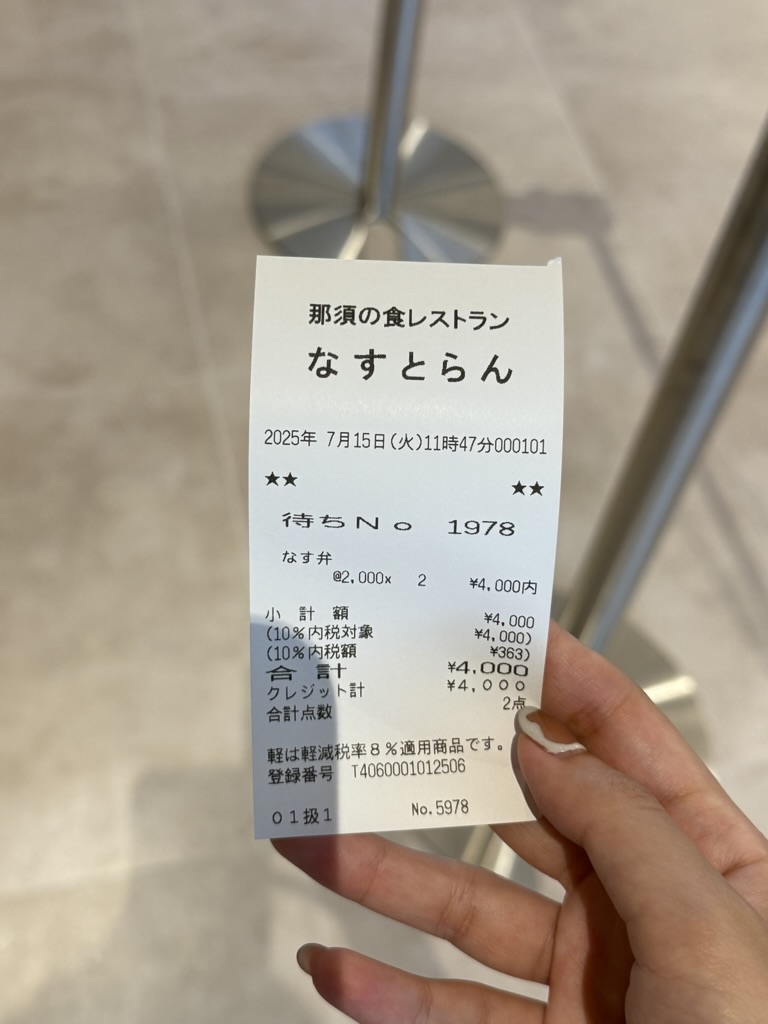 那須の食レストラン
なすとらん
2025年 7月15日(火)11時47分000101
★★ ★★
待ちNo 1978
なす弁
@2,000× 2 ¥4,000内
小 計 額 ¥4,000
(10%内税対象 ¥4,000)
(10%内税額 ¥363)
合 計 ¥4,000
クレジット計 ¥4,000
合計点数 2点
軽は軽減税率8%適用商品です。
登録番号 T4060001012506
01扱1 No.5978